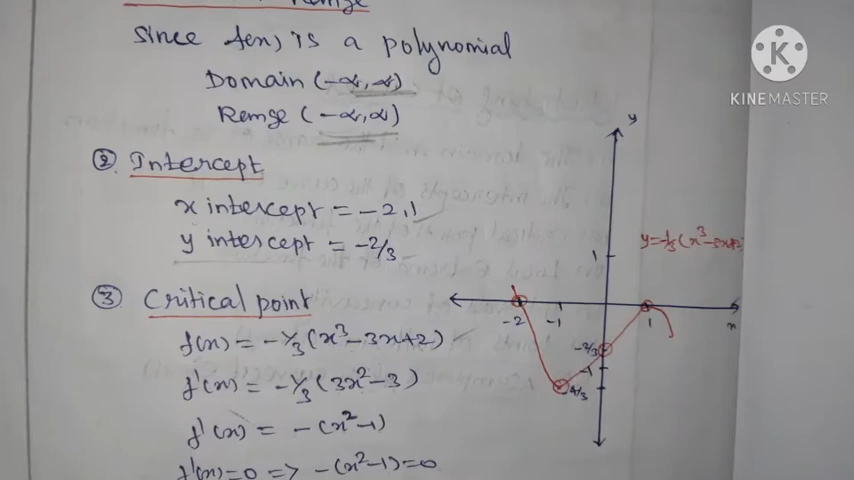 Range
Since f(x) is a polynomial
Domain (-∞, ∞)
Range (-∞, ∞)
② Intercept
x intercept = -2, 1
y intercept = -2/3
③ Critical point
f(x) = -1/3 (x³ - 3x + 2)
f'(x) = -1/3 (3x² - 3)
f'(x) = - (x² - 1)
f'(x) = 0 => - (x² - 1) = 0
KINEMASTER
y
1
-2
-1
1
x
-2/3
-1
-4/3